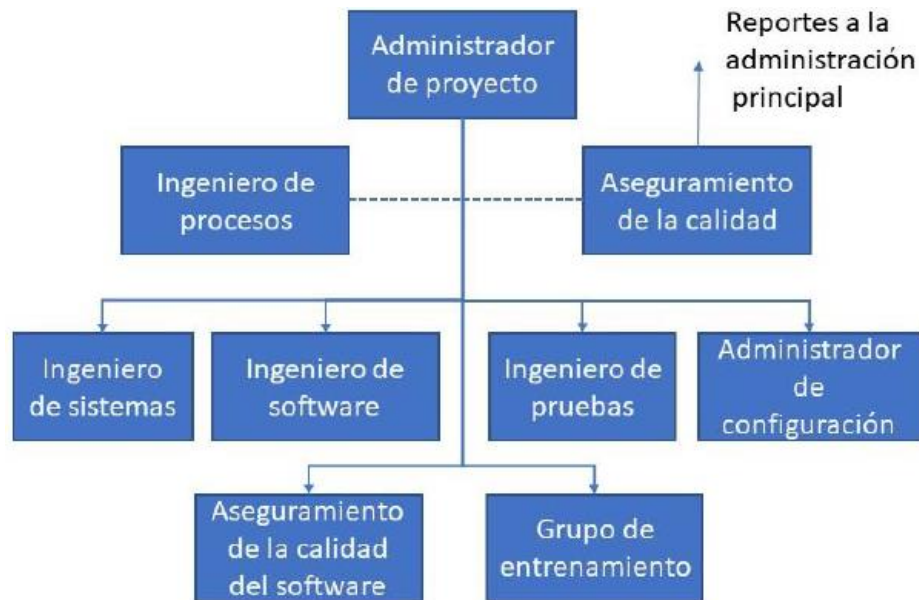 Administrador
de proyecto
Reportes a la
administración
principal
Ingeniero de
procesos
Aseguramiento
de la calidad
Ingeniero
de sistemas
Ingeniero de
software
Ingeniero de
pruebas
Administrador
de
configuración
Aseguramiento
de la calidad
del software
Grupo de
entrenamiento